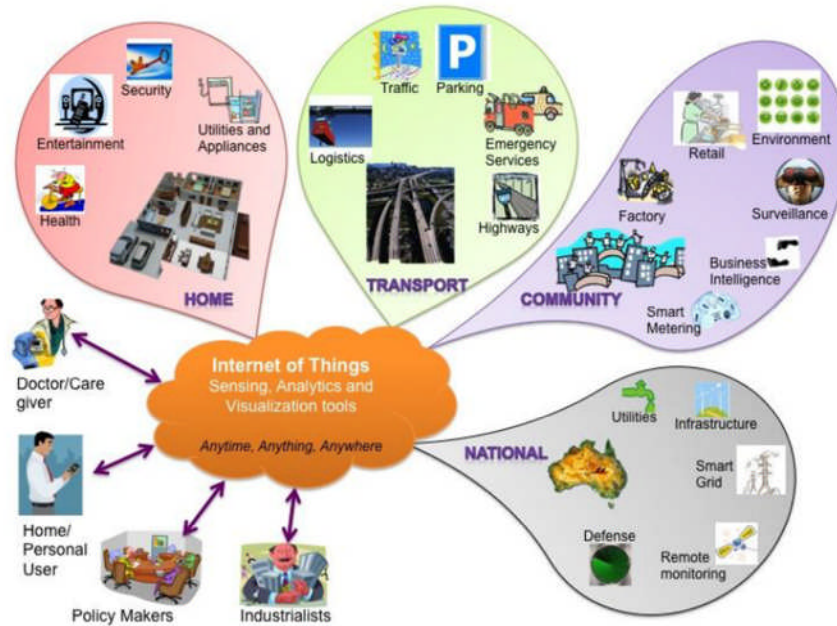 Security
Entertainment
Utilities and
Appliances
Health
HOME
Traffic
P
Parking
Logistics
Emergency
Services
Highways
TRANSPORT
Retail
Environment
Factory
Surveillance
Business
Intelligence
COMMUNITY
Smart
Metering
Internet of Things
Sensing, Analytics and
Visualization tools
Anytime, Anything, Anywhere
Doctor/Care
giver
Home/
Personal
User
Policy Makers
Industrialists
NATIONAL
Utilities
Infrastructure
Smart
Grid
Defense
Remote
monitoring